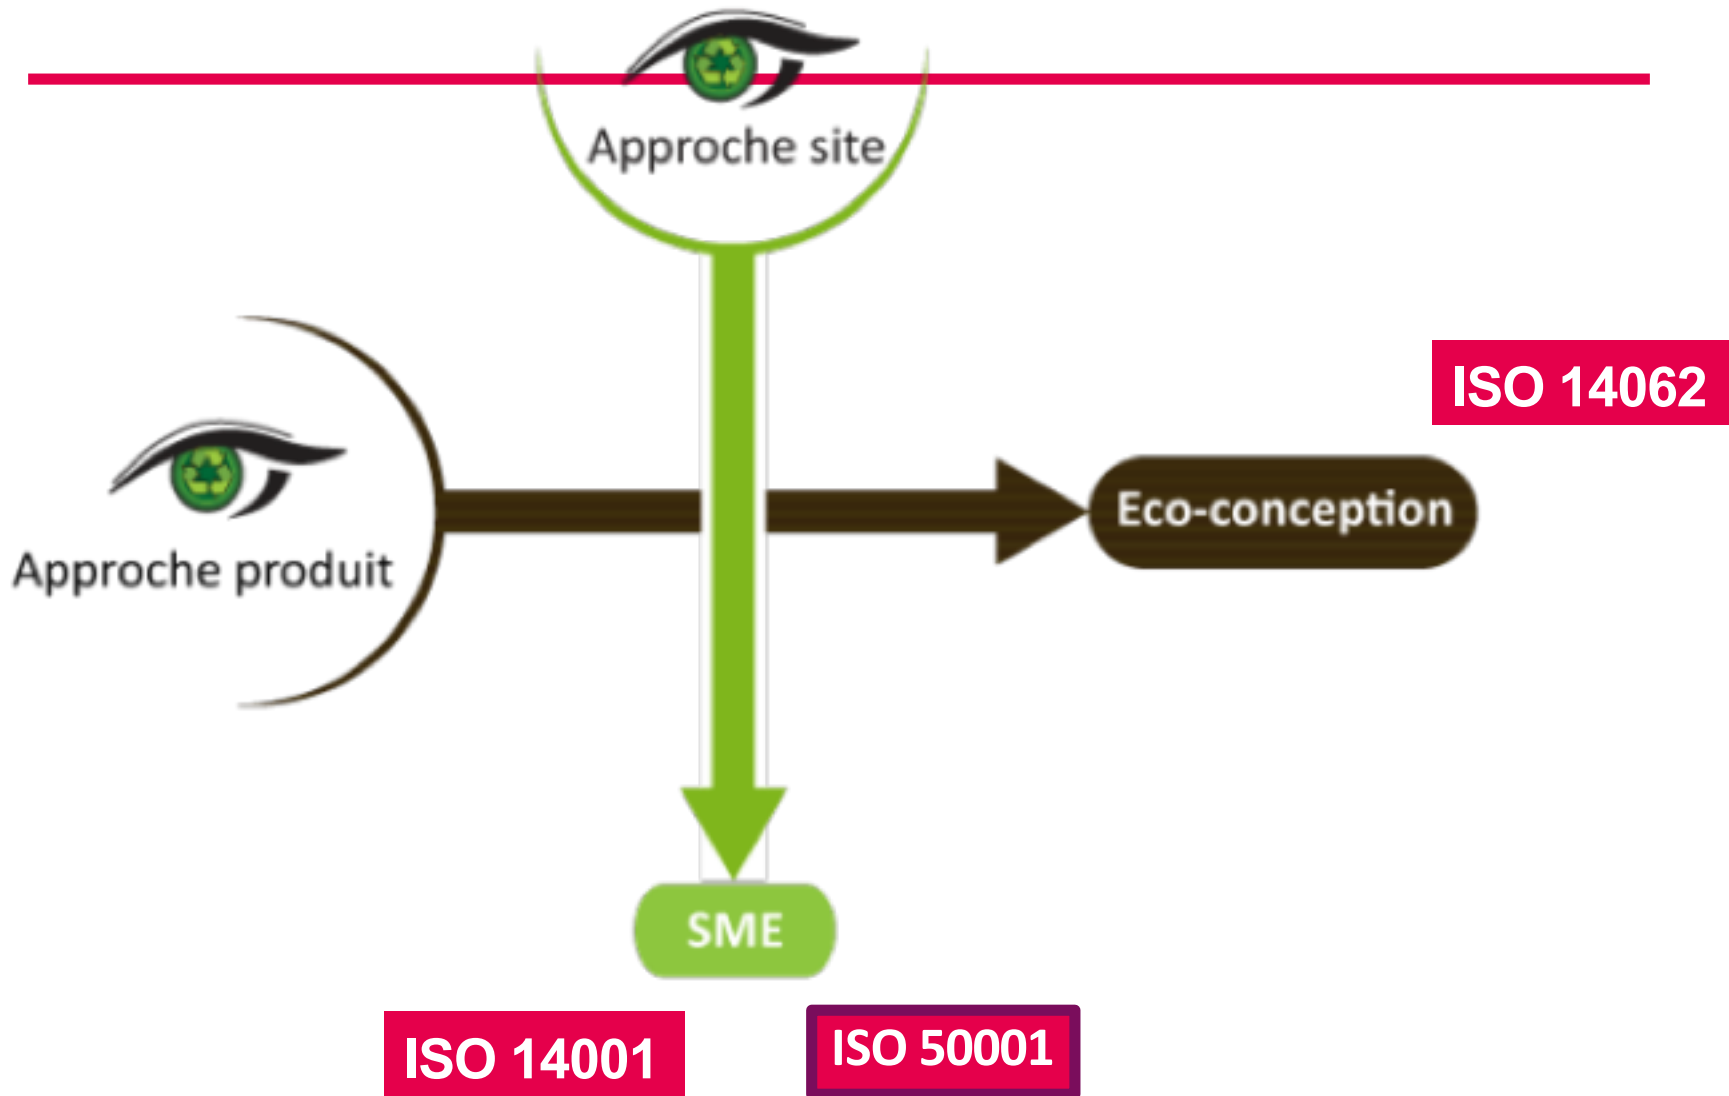 Approche site
ISO 14062
Eco-conception
Approche produit
SME
ISO 14001
ISO 50001